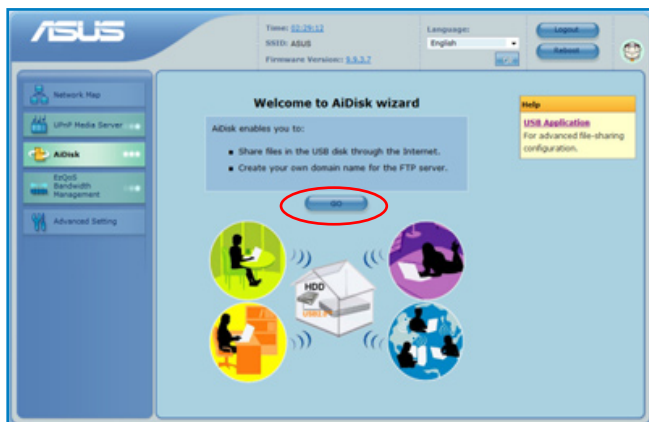 ASUS
Time: 02:29:12
SSID: ASUS
Firmware Version: 9.9.3.7
Language:
English
Logout
Reboot
Network Map
UPnP Media Server
AiDisk
EzQoS
Bandwidth
Management
Advanced Setting
Welcome to AiDisk wizard
AiDisk enables you to:
Share files in the USB disk through the Internet.
Create your own domain name for the FTP server.
GO
HDD
USB2.0
Help
USB Application
For advanced file-sharing
configuration.